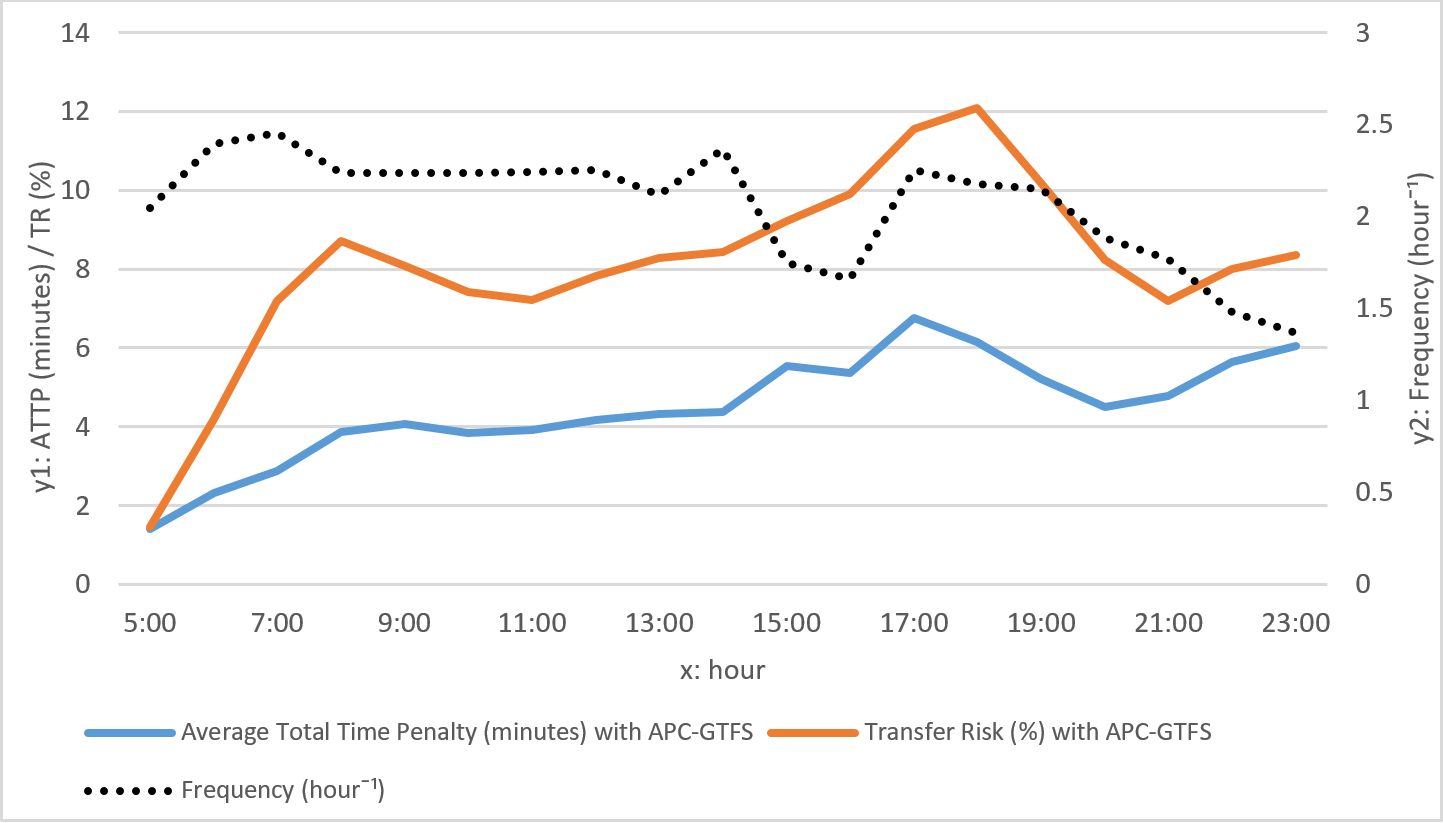 14
12
10
8
6
4
2
0
y1: ATTP (minutes) / TR (%)
3
2.5
2
1.5
1
0.5
0
y2: Frequency (hour⁻¹)
5:00 7:00 9:00 11:00 13:00 15:00 17:00 19:00 21:00 23:00
x: hour
Average Total Time Penalty (minutes) with APC-GTFS Transfer Risk (%) with APC-GTFS
Frequency (hour⁻¹)